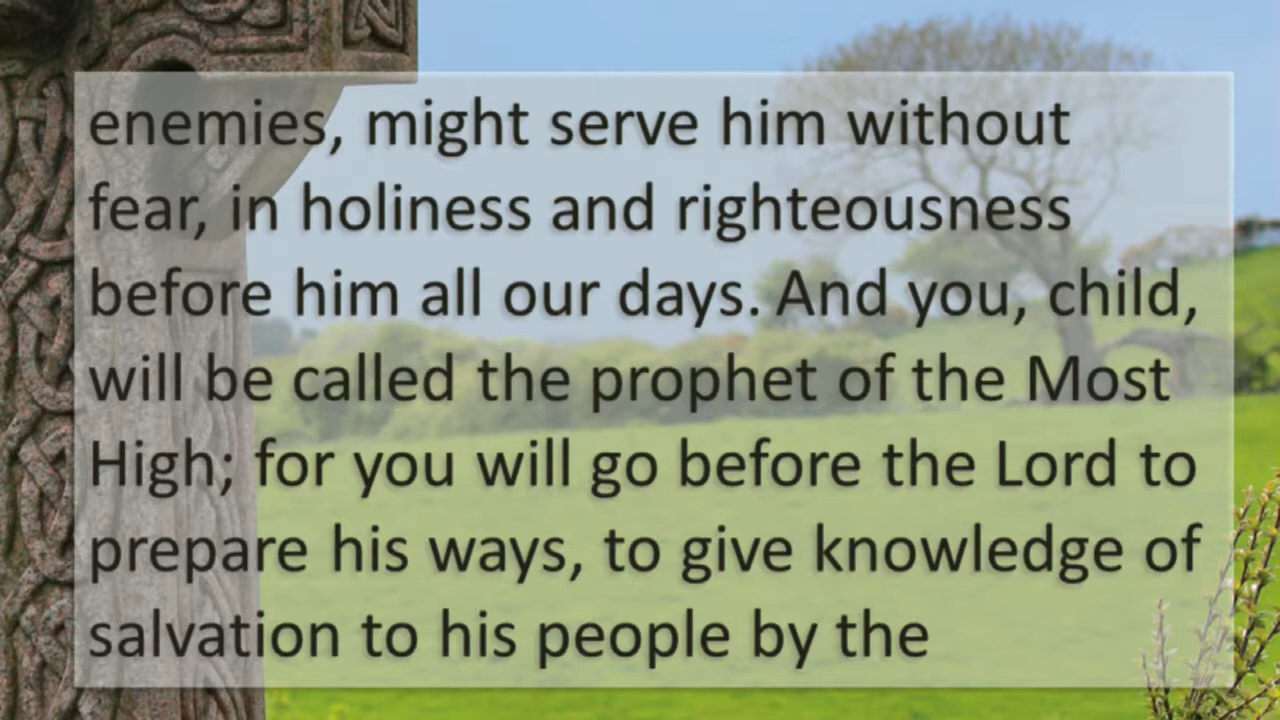 enemies, might serve him without
fear, in holiness and righteousness
before him all our days. And you, child,
will be called the prophet of the Most
High; for you will go before the Lord to
prepare his ways, to give knowledge of
salvation to his people by the